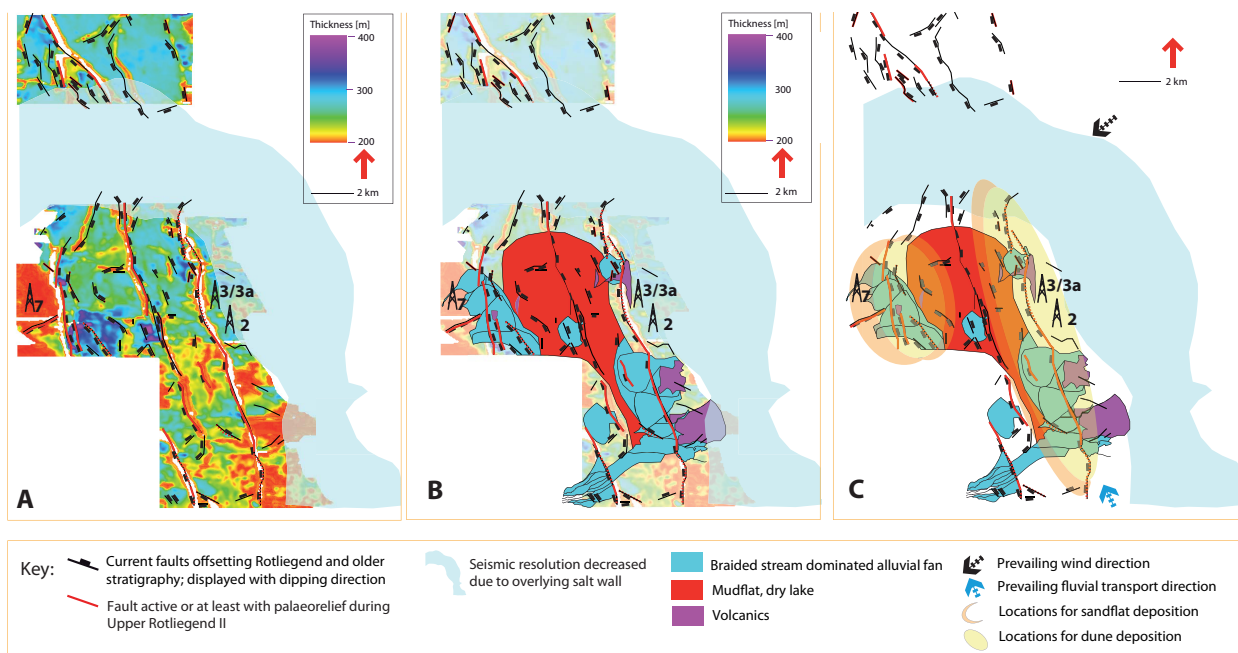 Thickness [m]
400
300
200
2 km
7
3/3a
2
A
Thickness [m]
400
300
200
2 km
7
3/3a
2
B
2 km
7
3/3a
2
C
Key:
Current faults offsetting Rotliegend and older
stratigraphy; displayed with dipping direction
Fault active or at least with palaeorelief during
Upper Rotliegend II
Seismic resolution decreased
due to overlying salt wall
Braided stream dominated alluvial fan
Mudflat, dry lake
Volcanics
Prevailing wind direction
Prevailing fluvial transport direction
Locations for sandflat deposition
Locations for dune deposition